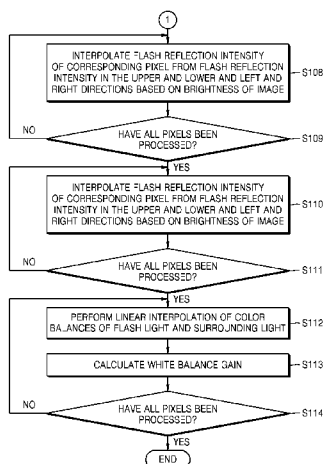 1
INTERPOLATE FLASH REFLECTION INTENSITY
OF CORRESPONDING PIXEL FROM FLASH REFLECTION
INTENSITY IN THE UPPER AND LOWER AND LEFT AND
RIGHT DIRECTIONS BASED ON BRIGHTNESS OF IMAGE
S108
NO
HAVE ALL PIXELS BEEN
PROCESSED?
S109
YES
INTERPOLATE FLASH REFLECTION INTENSITY
OF CORRESPONDING PIXEL FROM FLASH REFLECTION
INTENSITY IN THE UPPER AND LOWER AND LEFT AND
RIGHT DIRECTIONS BASED ON BRIGHTNESS OF IMAGE
S110
NO
HAVE ALL PIXELS BEEN
PROCESSED?
S111
YES
PERFORM LINEAR INTERPOLATION OF COLOR
BALANCES OF FLASH LIGHT AND SURROUNDING LIGHT
S112
CALCULATE WHITE BALANCE GAIN
S113
NO
HAVE ALL PIXELS BEEN
PROCESSED?
S114
YES
END